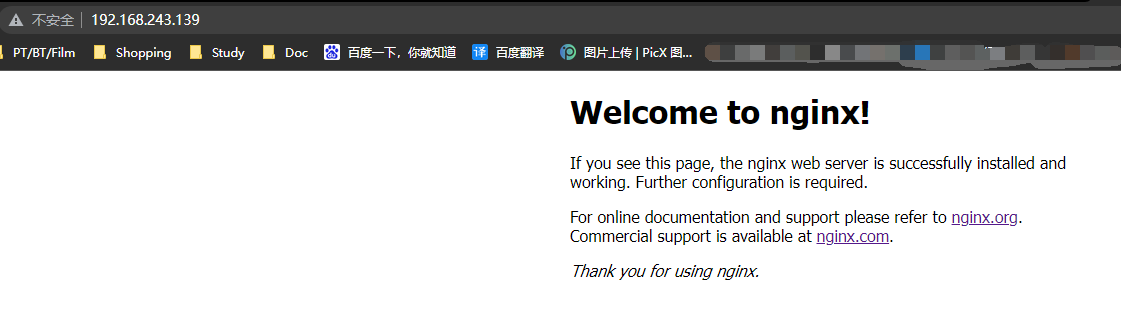 不安全 192.168.243.139
PT/BT/Film Shopping Study Doc 百度一下，你就知道 译 百度翻译 图片上传 | PicX 图...
Welcome to nginx!
If you see this page, the nginx web server is successfully installed and
working. Further configuration is required.
For online documentation and support please refer to nginx.org.
Commercial support is available at nginx.com.
Thank you for using nginx.